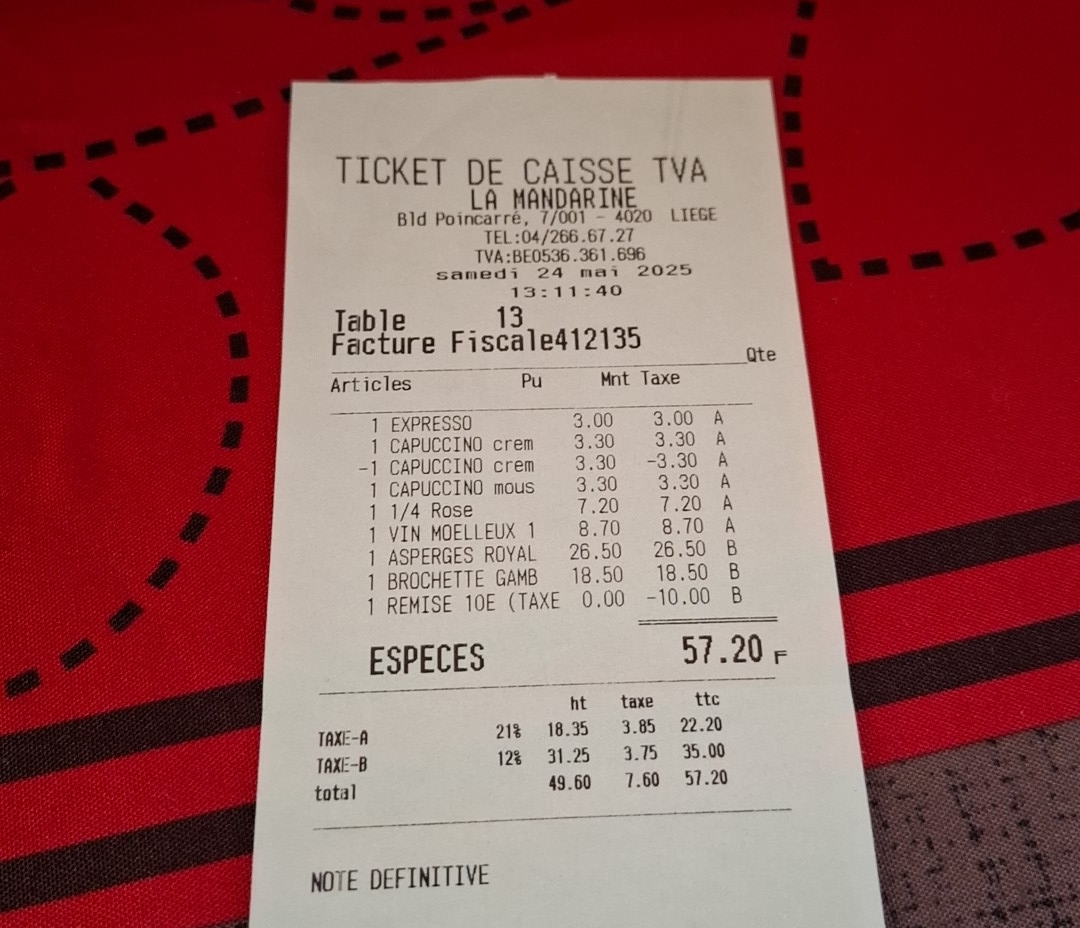 TICKET DE CAISSE TVA
LA MANDARINE
Bld Poincarré, 7/001 - 4020 LIEGE
TEL:04/266.67.27
TVA:BE0536.361.696
samedi 24 mai 2025
13:11:40
Table 13
Facture Fiscale412135
Qte
Articles Pu Mnt Taxe
1 EXPRESSO 3.00 3.00 A
1 CAPUCCINO crem 3.30 3.30 A
-1 CAPUCCINO crem 3.30 -3.30 A
1 CAPUCCINO mous 3.30 3.30 A
1 1/4 Rose 7.20 7.20 A
1 VIN MOELLEUX 1 8.70 8.70 A
1 ASPERGES ROYAL 26.50 26.50 B
1 BROCHETTE GAMB 18.50 18.50 B
1 REMISE 10E (TAXE 0.00 -10.00 B
ESPECES 57.20 F
ht taxe ttc
TAXE-A 21% 18.35 3.85 22.20
TAXE-B 12% 31.25 3.75 35.00
total 49.60 7.60 57.20
NOTE DEFINITIVE